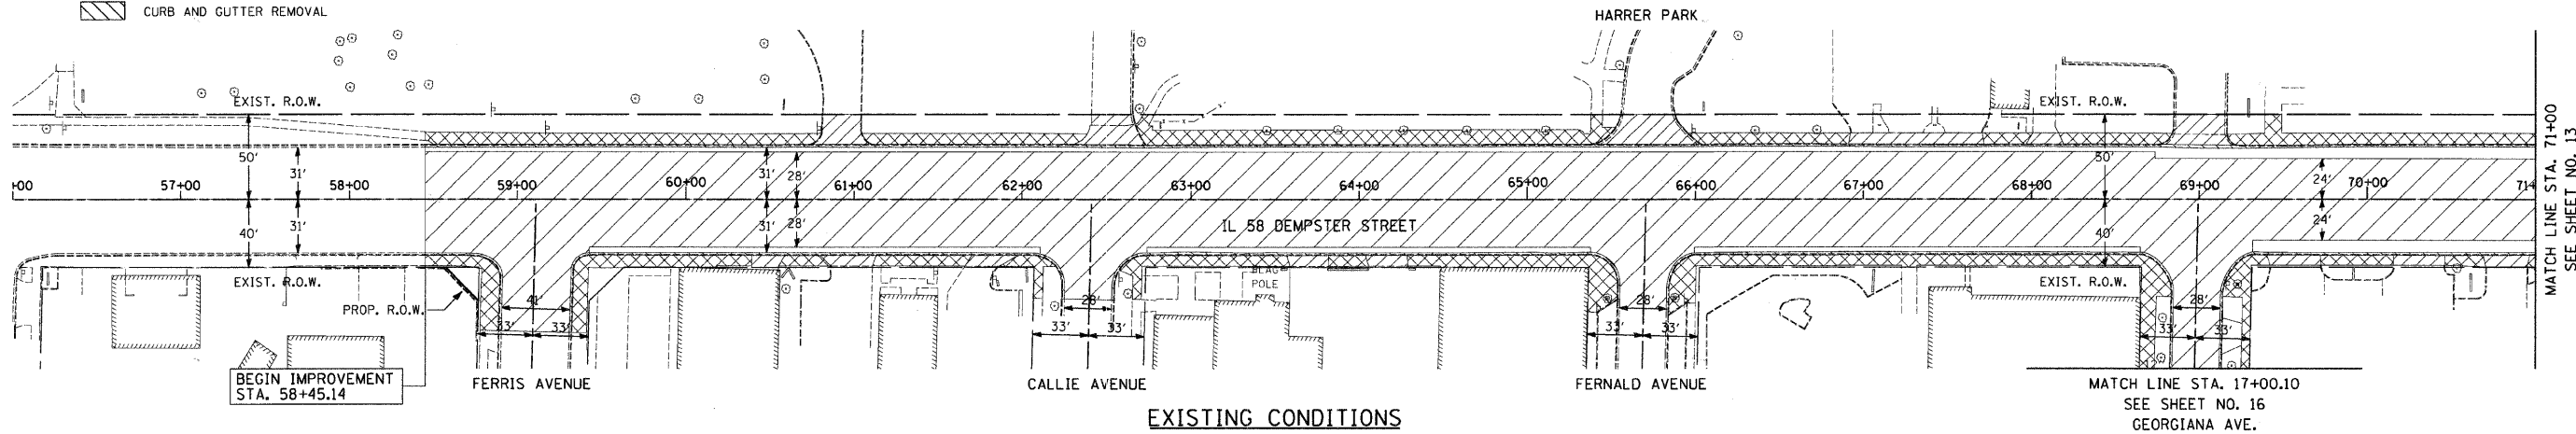 CURB AND GUTTER REMOVAL
HARRER PARK
EXIST. R.O.W.
EXIST. R.O.W.
50'
31'
31'
28'
50'
24'
+00
57+00
58+00
59+00
60+00
61+00
62+00
63+00
64+00
65+00
66+00
67+00
68+00
69+00
70+00
71+
40'
31'
31'
28'
IL 58 DEMPSTER STREET
40'
24'
EXIST. R.O.W.
PROP. R.O.W.
FLAG
POLE
EXIST. R.O.W.
41'
33'
33'
28'
33'
33'
28'
33'
33'
28'
33'
33'
BEGIN IMPROVEMENT
STA. 58+45.14
FERRIS AVENUE
CALLIE AVENUE
FERNALD AVENUE
MATCH LINE STA. 17+00.10
SEE SHEET NO. 16
GEORGIANA AVE.
EXISTING CONDITIONS
MATCH LINE STA. 71+00
SEE SHEET NO. 13